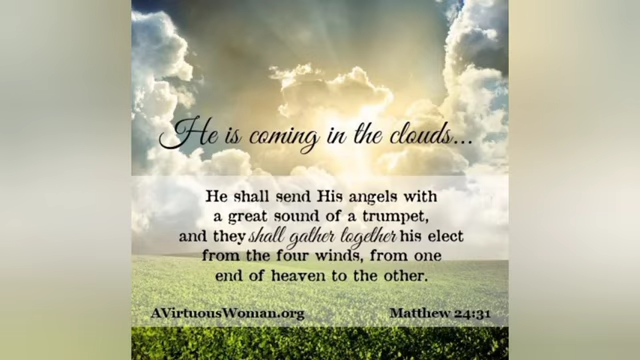 He is coming in the clouds...
He shall send His angels with
a great sound of a trumpet,
and they shall gather together his elect
from the four winds, from one
end of heaven to the other.
AVirtuousWoman.org Matthew 24:31